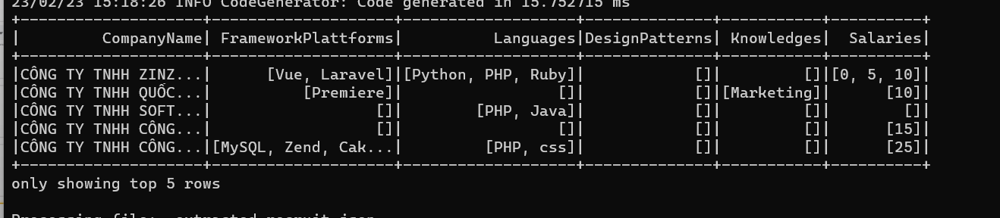 23/02/23 15:18:26 INFO CodeGenerator: Code generated in 15.752715 ms
+--------------------+--------------------+-------------------+--------------+-----------+----------+
|         CompanyName| FrameworkPlattforms|          Languages|DesignPatterns| Knowledges|  Salaries|
+--------------------+--------------------+-------------------+--------------+-----------+----------+
|CÔNG TY TNHH ZINZ...|      [Vue, Laravel]|[Python, PHP, Ruby]|            []|         []|[0, 5, 10]|
|CÔNG TY TNHH QUỐC...|          [Premiere]|                 []|            []|[Marketing]|      [10]|
|CÔNG TY TNHH SOFT...|                  []|        [PHP, Java]|            []|         []|        []|
|CÔNG TY TNHH CÔNG...|                  []|                 []|            []|         []|      [15]|
|CÔNG TY TNHH CÔNG...|[MySQL, Zend, Cak...|         [PHP, css]|            []|         []|      [25]|
+--------------------+--------------------+-------------------+--------------+-----------+----------+
only showing top 5 rows
Processing file: extracted_recruit.json